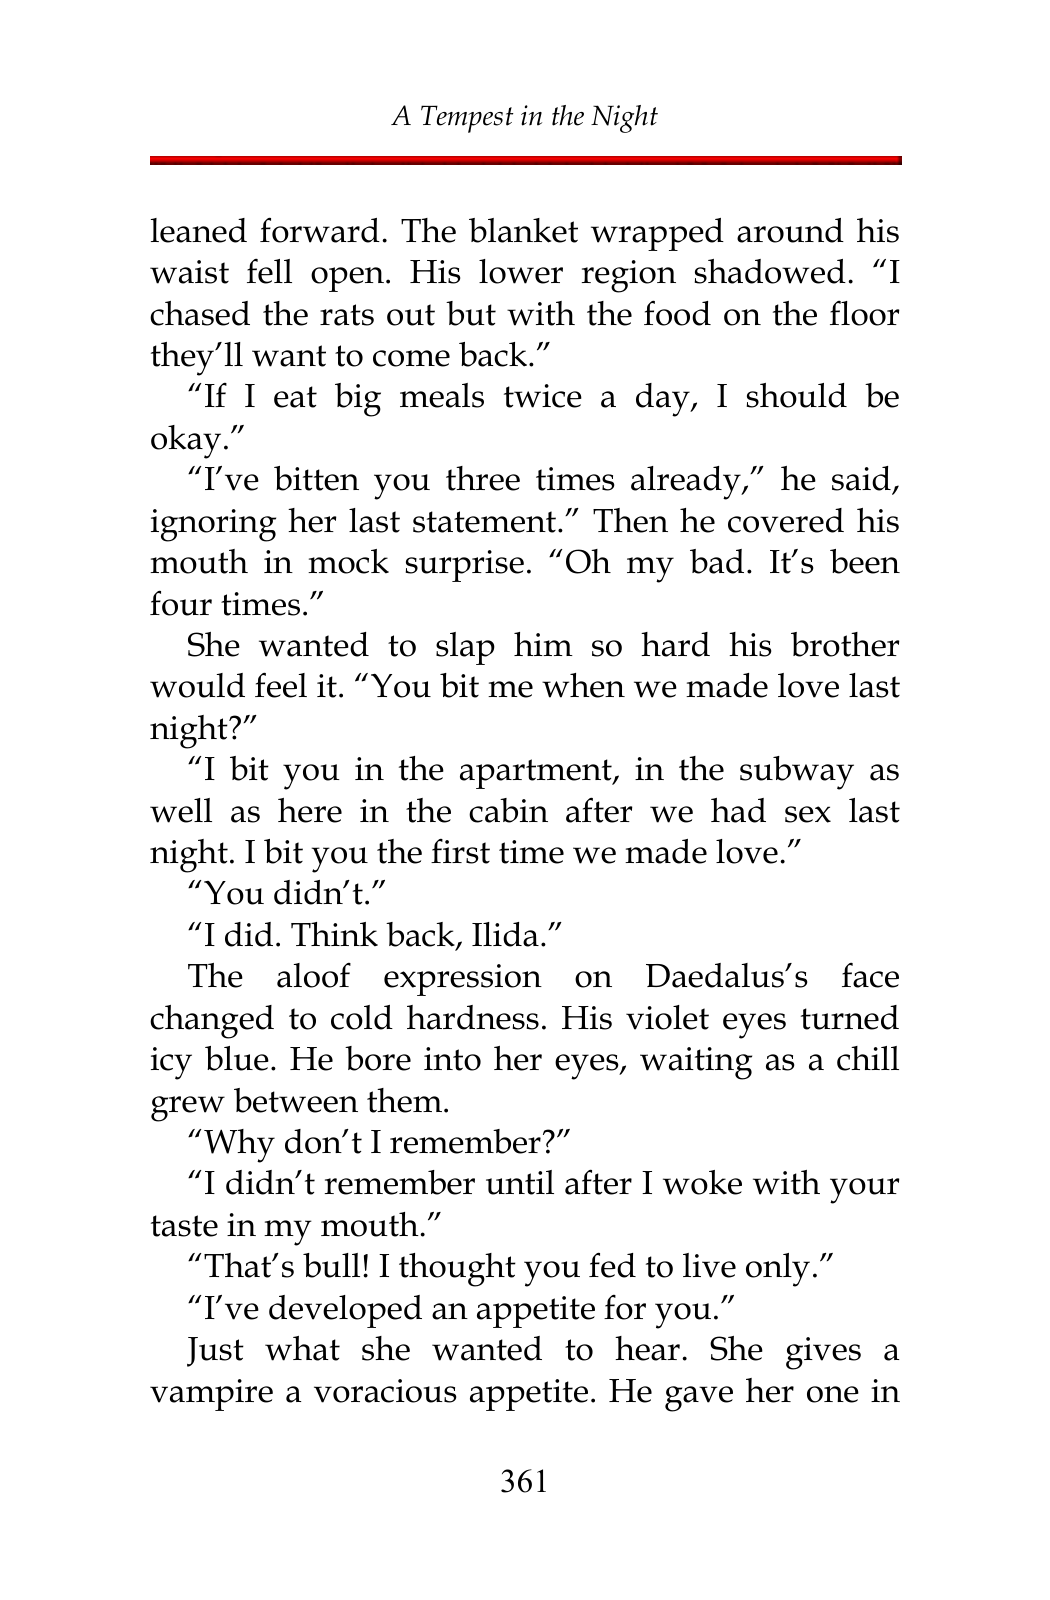 A Tempest in the Night
leaned forward. The blanket wrapped around his
waist fell open. His lower region shadowed. “I
chased the rats out but with the food on the floor
they’ll want to come back.”
“If I eat big meals twice a day, I should be
okay.”
“I’ve bitten you three times already,” he said,
ignoring her last statement.” Then he covered his
mouth in mock surprise. “Oh my bad. It’s been
four times.”
She wanted to slap him so hard his brother
would feel it. “You bit me when we made love last
night?”
“I bit you in the apartment, in the subway as
well as here in the cabin after we had sex last
night. I bit you the first time we made love.”
“You didn’t.”
“I did. Think back, Ilida.”
The aloof expression on Daedalus’s face
changed to cold hardness. His violet eyes turned
icy blue. He bore into her eyes, waiting as a chill
grew between them.
“Why don’t I remember?”
“I didn’t remember until after I woke with your
taste in my mouth.”
“That’s bull! I thought you fed to live only.”
“I’ve developed an appetite for you.”
Just what she wanted to hear. She gives a
vampire a voracious appetite. He gave her one in
361